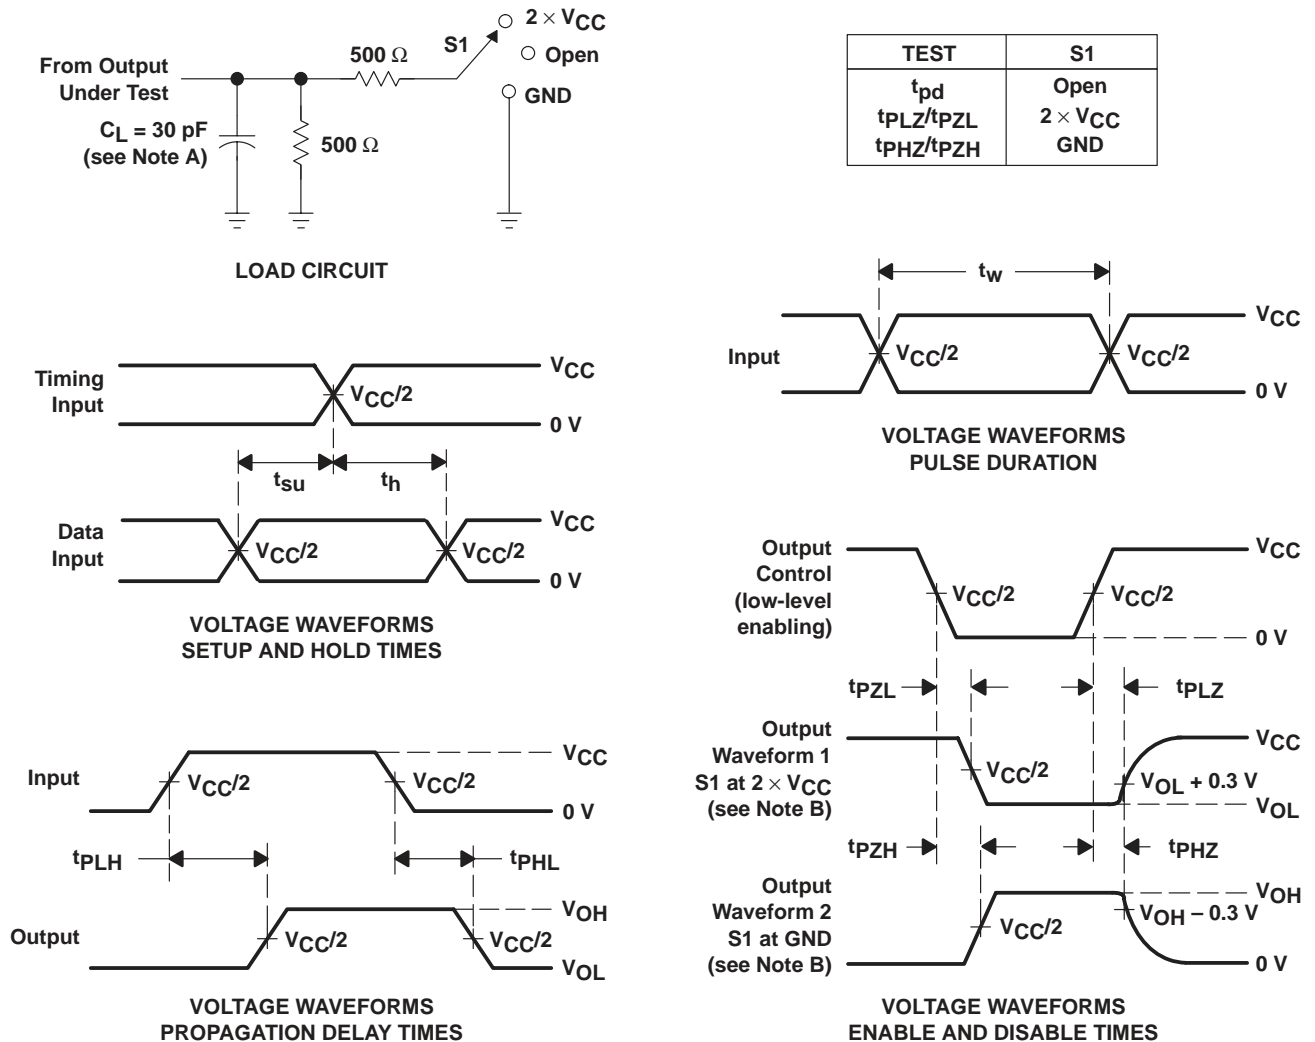 From Output
Under Test
CL = 30 pF
(see Note A)
500 Ω
500 Ω
S1
2 × VCC
Open
GND
LOAD CIRCUIT
TEST S1
tpd Open
tPLZ/tPZL 2 × VCC
tPHZ/tPZH GND
tw
Input
VCC/2
VCC/2
VCC
0 V
VOLTAGE WAVEFORMS
PULSE DURATION
Timing
Input
VCC/2
VCC
0 V
tsu
th
Data
Input
VCC/2
VCC/2
VCC
0 V
VOLTAGE WAVEFORMS
SETUP AND HOLD TIMES
Output
Control
(low-level
enabling)
VCC/2
VCC/2
VCC
0 V
tPZL
tPLZ
Output
Waveform 1
S1 at 2 × VCC
(see Note B)
VCC/2
VCC
VOL + 0.3 V
VOL
tPZH
tPHZ
Output
Waveform 2
S1 at GND
(see Note B)
VCC/2
VOH
VOH – 0.3 V
0 V
VOLTAGE WAVEFORMS
ENABLE AND DISABLE TIMES
Input
VCC/2
VCC/2
VCC
0 V
tPLH
tPHL
Output
VCC/2
VCC/2
VOH
VOL
VOLTAGE WAVEFORMS
PROPAGATION DELAY TIMES